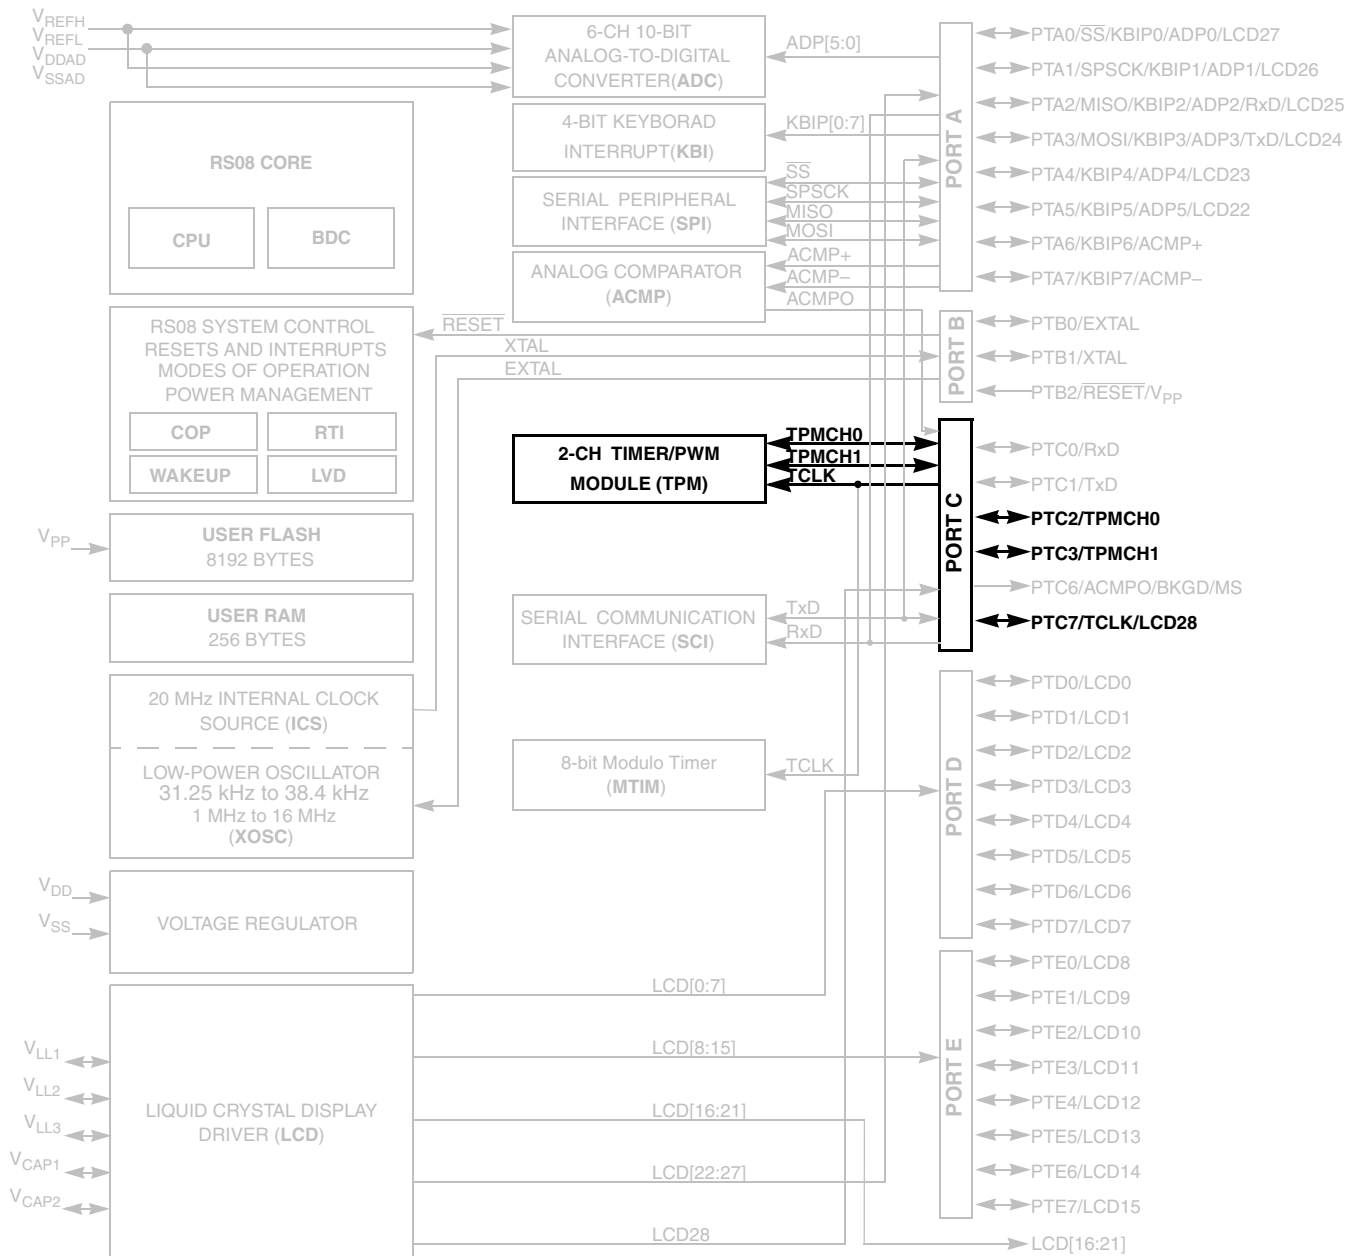 VREFH
VREFL
VDDAD
VSSAD
6-CH 10-BIT
ANALOG-TO-DIGITAL
CONVERTER(ADC)
ADP[5:0]
4-BIT KEYBORAD
INTERRUPT(KBI)
KBIP[0:7]
SERIAL PERIPHERAL
INTERFACE (SPI)
SS
SPSCK
MISO
MOSI
ANALOG COMPARATOR
(ACMP)
ACMP+
ACMP–
ACMPO
PORT A
PTA0/SS/KBIP0/ADP0/LCD27
PTA1/SPSCK/KBIP1/ADP1/LCD26
PTA2/MISO/KBIP2/ADP2/RxD/LCD25
PTA3/MOSI/KBIP3/ADP3/TxD/LCD24
PTA4/KBIP4/ADP4/LCD23
PTA5/KBIP5/ADP5/LCD22
PTA6/KBIP6/ACMP+
PTA7/KBIP7/ACMP–
RS08 CORE
CPU
BDC
RS08 SYSTEM CONTROL
RESETS AND INTERRUPTS
MODES OF OPERATION
POWER MANAGEMENT
COP
RTI
WAKEUP
LVD
RESET
XTAL
EXTAL
PORT B
PTB0/EXTAL
PTB1/XTAL
PTB2/RESET/VPP
2-CH TIMER/PWM
MODULE (TPM)
TPMCH0
TPMCH1
TCLK
PORT C
PTC0/RxD
PTC1/TxD
PTC2/TPMCH0
PTC3/TPMCH1
PTC6/ACMPO/BKGD/MS
PTC7/TCLK/LCD28
VPP
USER FLASH
8192 BYTES
USER RAM
256 BYTES
SERIAL COMMUNICATION
INTERFACE (SCI)
TxD
RxD
20 MHz INTERNAL CLOCK
SOURCE (ICS)
LOW-POWER OSCILLATOR
31.25 kHz to 38.4 kHz
1 MHz to 16 MHz
(XOSC)
8-bit Modulo Timer
(MTIM)
TCLK
PORT D
PTD0/LCD0
PTD1/LCD1
PTD2/LCD2
PTD3/LCD3
PTD4/LCD4
PTD5/LCD5
PTD6/LCD6
PTD7/LCD7
VDD
VSS
VOLTAGE REGULATOR
PORT E
PTE0/LCD8
PTE1/LCD9
PTE2/LCD10
PTE3/LCD11
PTE4/LCD12
PTE5/LCD13
PTE6/LCD14
PTE7/LCD15
VLL1
VLL2
VLL3
VCAP1
VCAP2
LIQUID CRYSTAL DISPLAY
DRIVER (LCD)
LCD[0:7]
LCD[8:15]
LCD[16:21]
LCD[22:27]
LCD28
LCD[16:21]